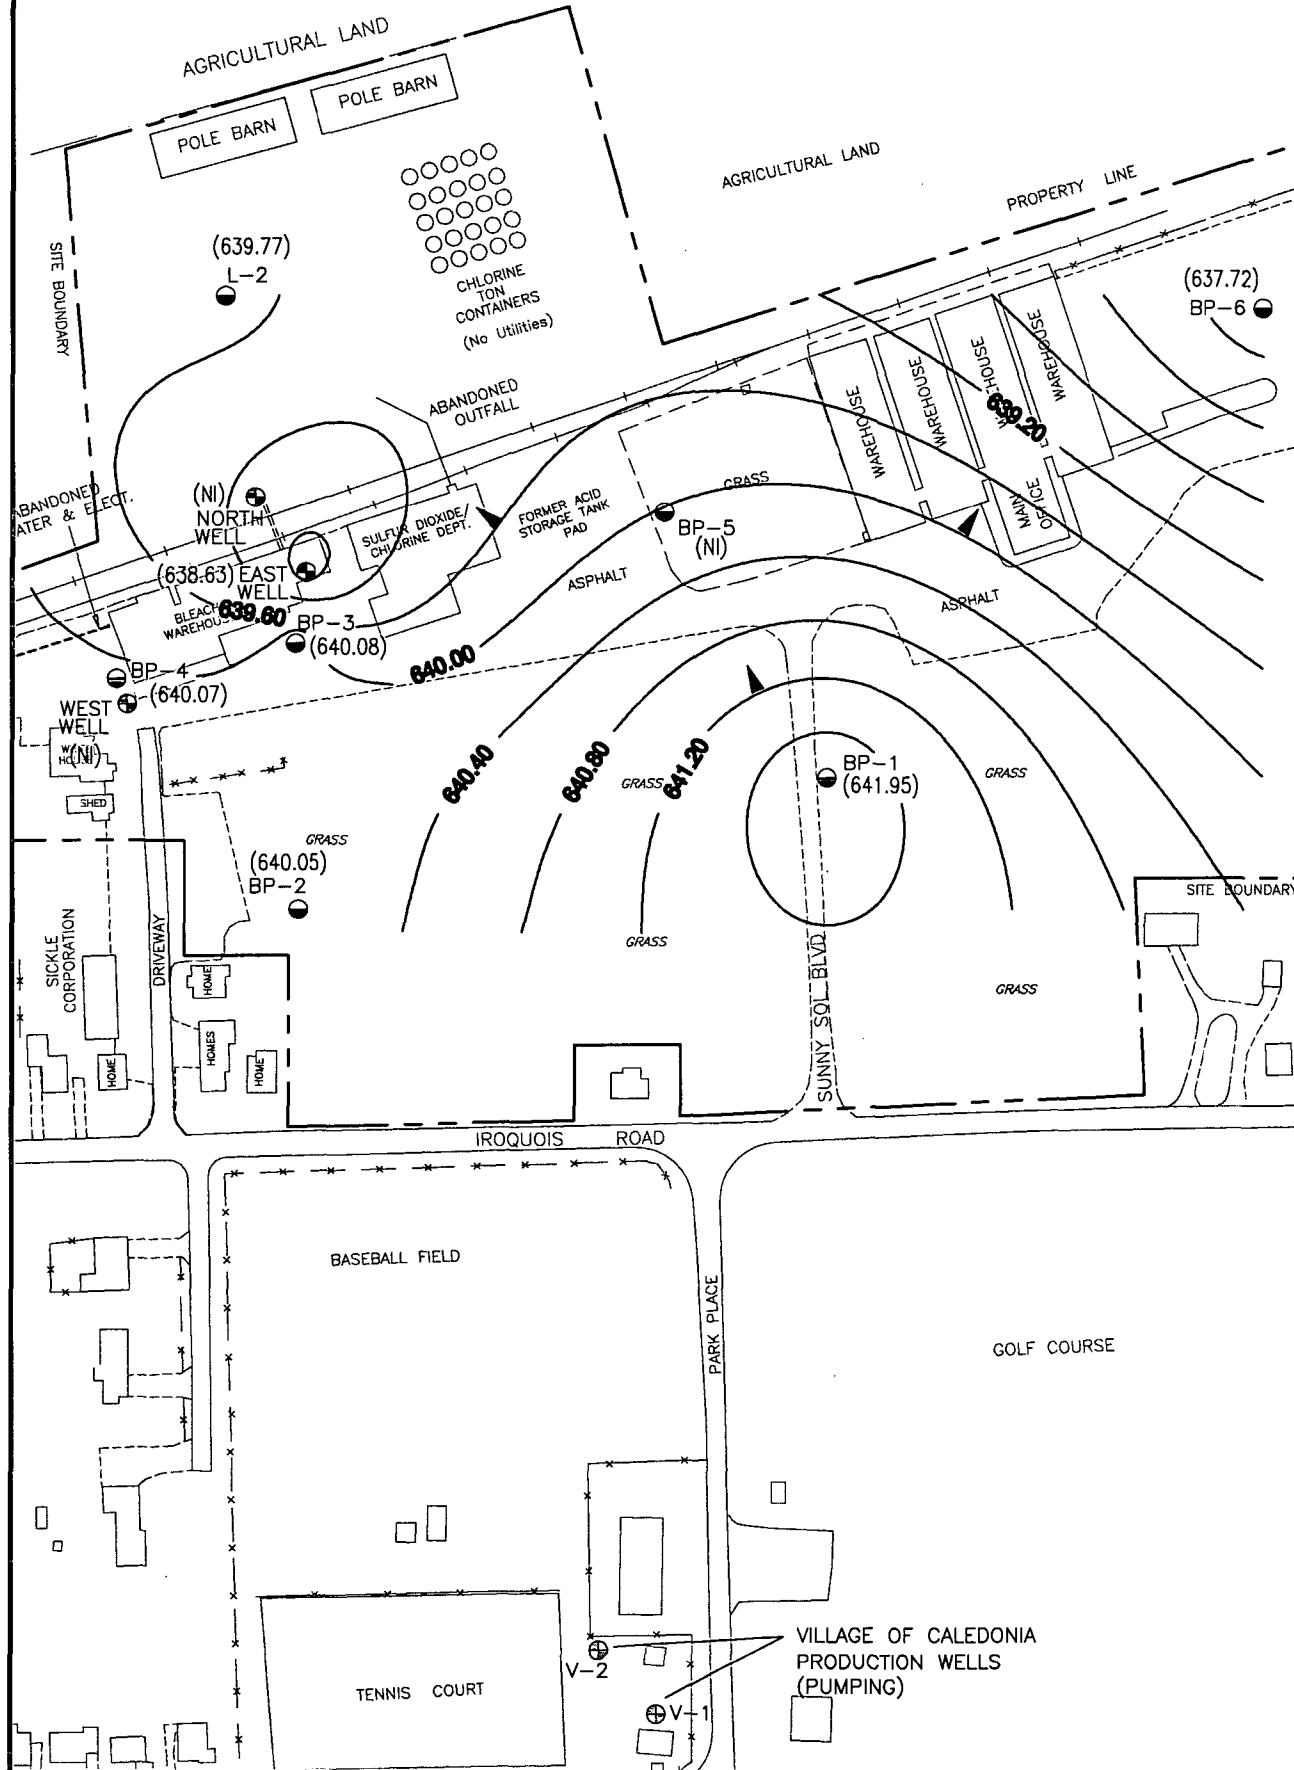 AGRICULTURAL LAND
POLE BARN
POLE BARN
AGRICULTURAL LAND
PROPERTY LINE
SITE BOUNDARY
(639.77)
L-2
CHLORINE
TON
CONTAINERS
(No Utilities)
(637.72)
BP-6
ABANDONED
OUTFALL
WAREHOUSE
WAREHOUSE
EHOUSE
WAREHOUSE
639.20
MAIN
OFFICE
ABANDONED
ATER & ELECT.
(NI)
NORTH
WELL
SULFUR DIOXIDE/
CHLORINE DEPT.
FORMER ACID
STORAGE TANK
PAD
GRASS
BP-5
(NI)
ASPHALT
ASPHALT
(638.63) EAST
WELL
BLEACH
WAREHOUS
639.60
BP-3
(640.08)
640.00
BP-4
(640.07)
WEST
WELL
(NI)
SHED
640.40
640.80
641.20
GRASS
BP-1
(641.95)
GRASS
GRASS
(640.05)
BP-2
SITE BOUNDARY
SICKLE
CORPORATION
DRIVEWAY
HOME
HOMES
HOME
HOME
GRASS
GRASS
SUNNY SOL BLVD
IROQUOIS ROAD
BASEBALL FIELD
PARK PLACE
GOLF COURSE
VILLAGE OF CALEDONIA
PRODUCTION WELLS
(PUMPING)
V-2
V-1
TENNIS COURT